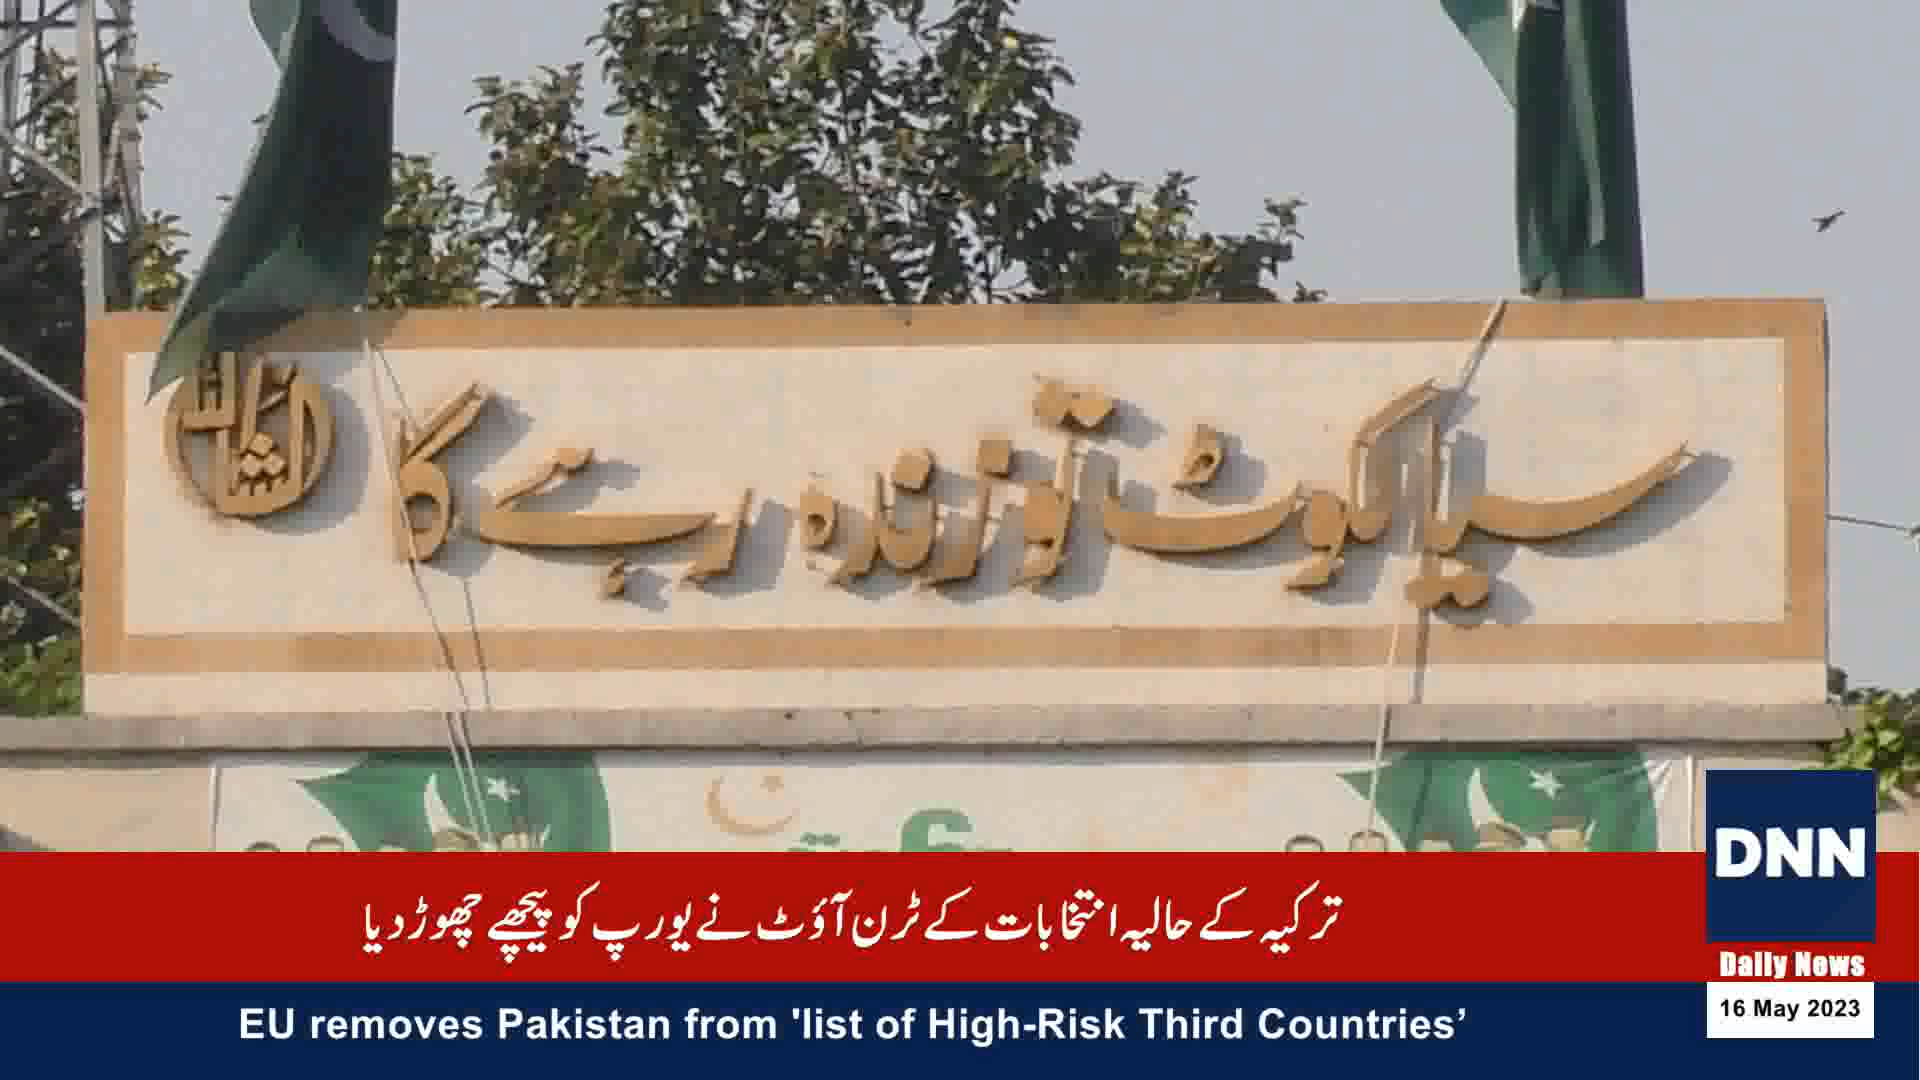 سیالکوٹ تو زندہ رہے گا
انشااللہ
ترکیہ کے حالیہ انتخابات کے ٹرن آؤٹ نے یورپ کو پیچھے چھوڑ دیا
DNN
Daily News
16 May 2023
EU removes Pakistan from 'list of High-Risk Third Countries’